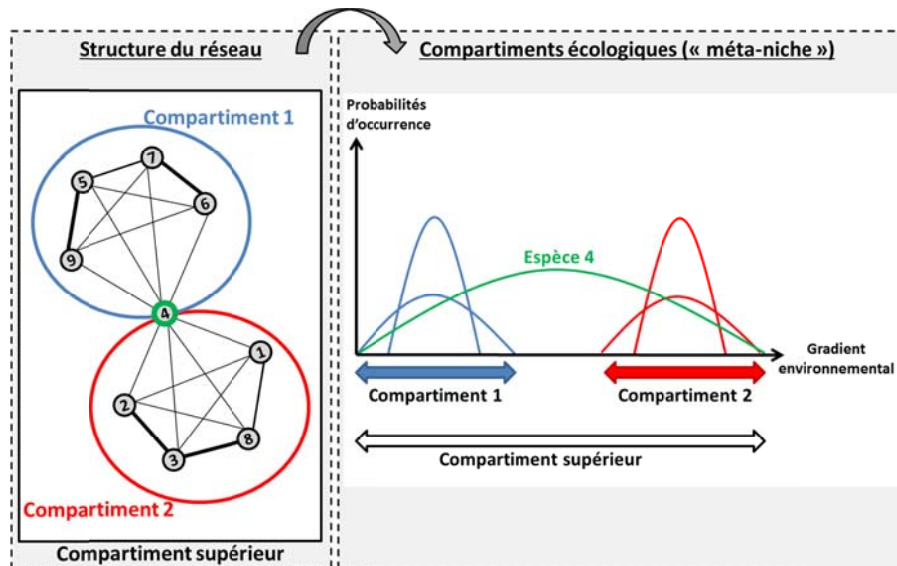 Structure du réseau
Compartiments écologiques (« méta-niche »)
Compartiment 1
7
5
6
9
4
1
2
8
3
Compartiment 2
Compartiment supérieur
Probabilités
d'occurrence
Espèce 4
Gradient
environnemental
Compartiment 1
Compartiment 2
Compartiment supérieur